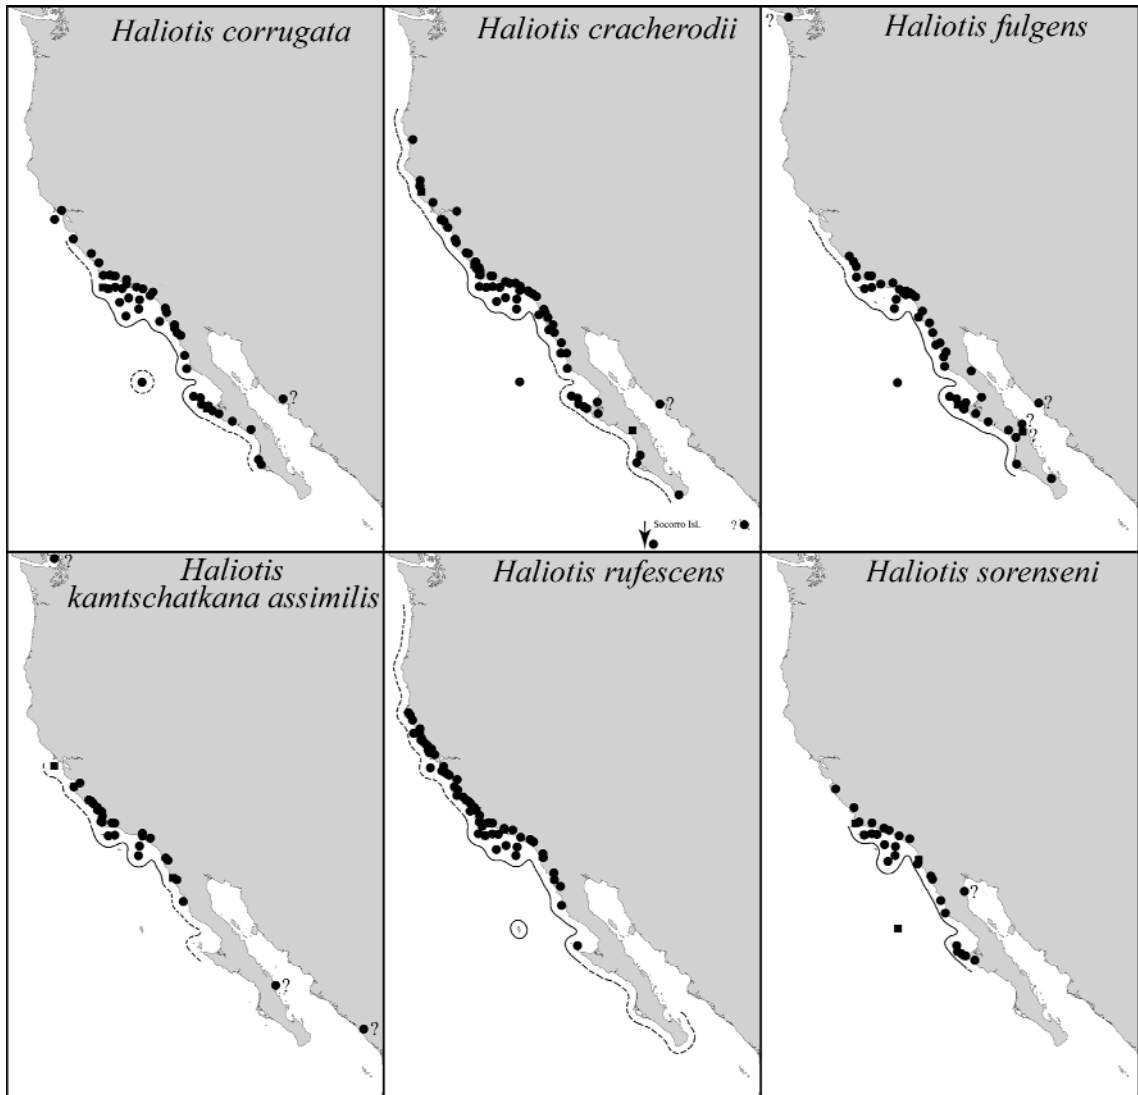 Haliotis corrugata
?
Haliotis cracherodii
?
? Socorro Isl.
?
Haliotis fulgens
?
?
?
?
Haliotis
kamtschatkana assimilis
?
?
Haliotis rufescens
Haliotis sorenseni
?